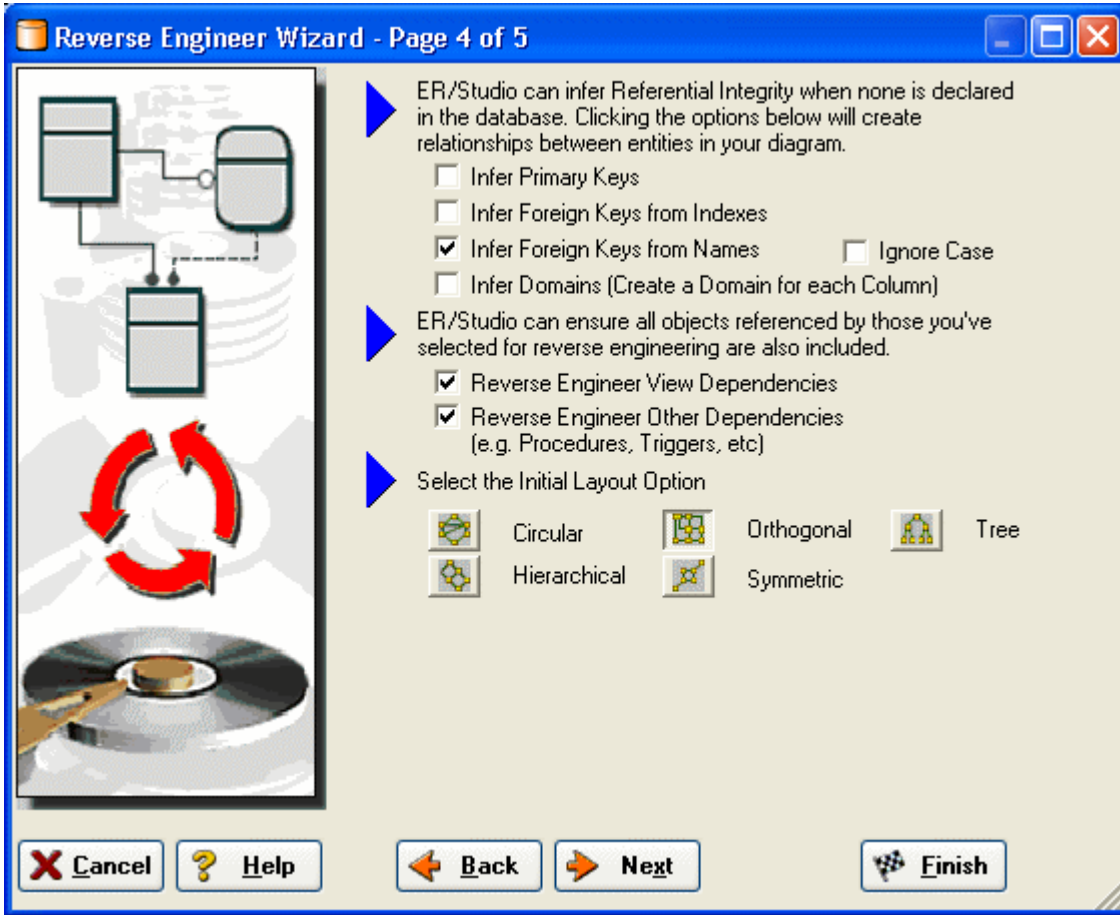 Reverse Engineer Wizard - Page 4 of 5
ER/Studio can infer Referential Integrity when none is declared
in the database. Clicking the options below will create
relationships between entities in your diagram.
Infer Primary Keys
Infer Foreign Keys from Indexes
Infer Foreign Keys from Names
Ignore Case
Infer Domains (Create a Domain for each Column)
ER/Studio can ensure all objects referenced by those you've
selected for reverse engineering are also included.
Reverse Engineer View Dependencies
Reverse Engineer Other Dependencies
(e.g. Procedures, Triggers, etc)
Select the Initial Layout Option
Circular
Orthogonal
Tree
Hierarchical
Symmetric
Cancel
Help
Back
Next
Finish